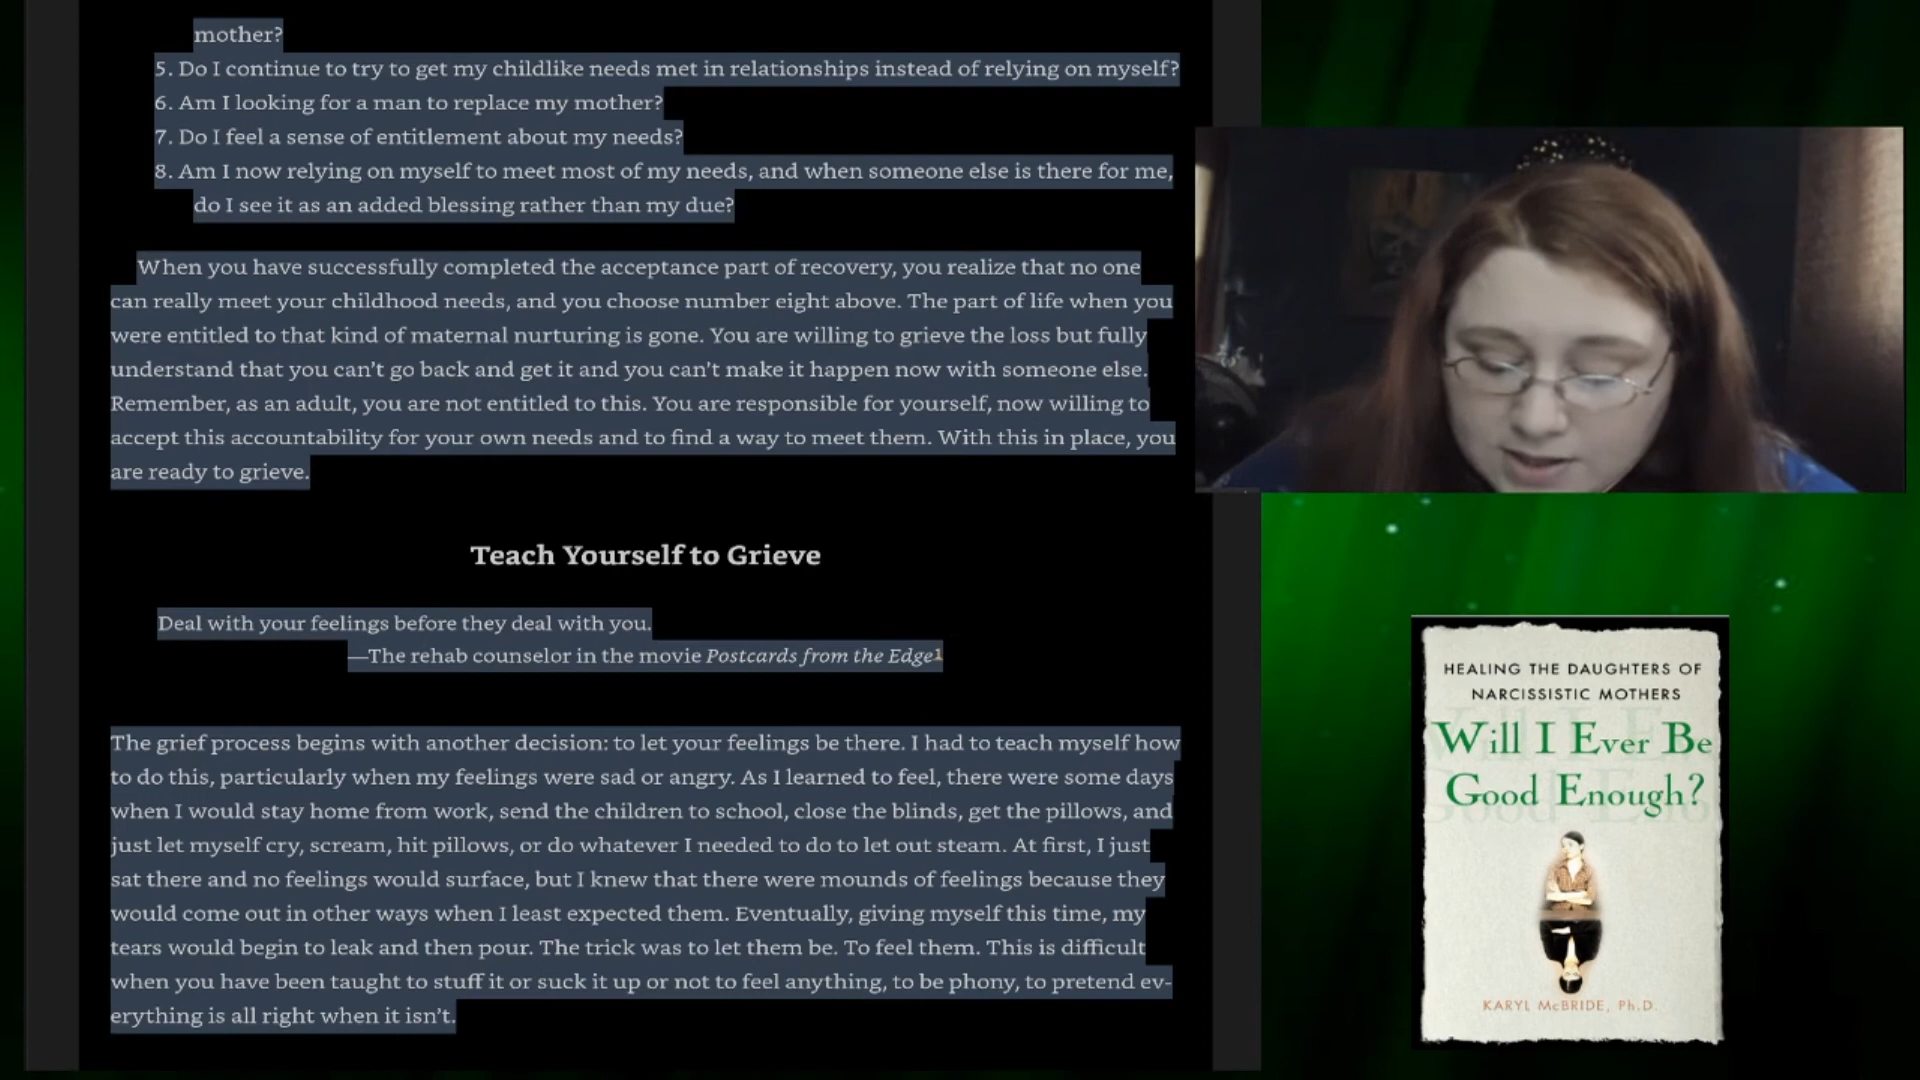 mother?
5. Do I continue to try to get my childlike needs met in relationships instead of relying on myself?
6. Am I looking for a man to replace my mother?
7. Do I feel a sense of entitlement about my needs?
8. Am I now relying on myself to meet most of my needs, and when someone else is there for me,
do I see it as an added blessing rather than my due?
When you have successfully completed the acceptance part of recovery, you realize that no one
can really meet your childhood needs, and you choose number eight above. The part of life when you
were entitled to that kind of maternal nurturing is gone. You are willing to grieve the loss but fully
understand that you can’t go back and get it and you can’t make it happen now with someone else.
Remember, as an adult, you are not entitled to this. You are responsible for yourself, now willing to
accept this accountability for your own needs and to find a way to meet them. With this in place, you
are ready to grieve.
Teach Yourself to Grieve
Deal with your feelings before they deal with you.
—The rehab counselor in the movie Postcards from the Edge1
The grief process begins with another decision: to let your feelings be there. I had to teach myself how
to do this, particularly when my feelings were sad or angry. As I learned to feel, there were some days
when I would stay home from work, send the children to school, close the blinds, get the pillows, and
just let myself cry, scream, hit pillows, or do whatever I needed to do to let out steam. At first, I just
sat there and no feelings would surface, but I knew that there were mounds of feelings because they
would come out in other ways when I least expected them. Eventually, giving myself this time, my
tears would begin to leak and then pour. The trick was to let them be. To feel them. This is difficult
when you have been taught to stuff it or suck it up or not to feel anything, to be phony, to pretend ev-
erything is all right when it isn’t.
HEALING THE DAUGHTERS OF
NARCISSISTIC MOTHERS
Will I Ever Be
Good Enough?
KARYL McBRIDE, Ph.D.